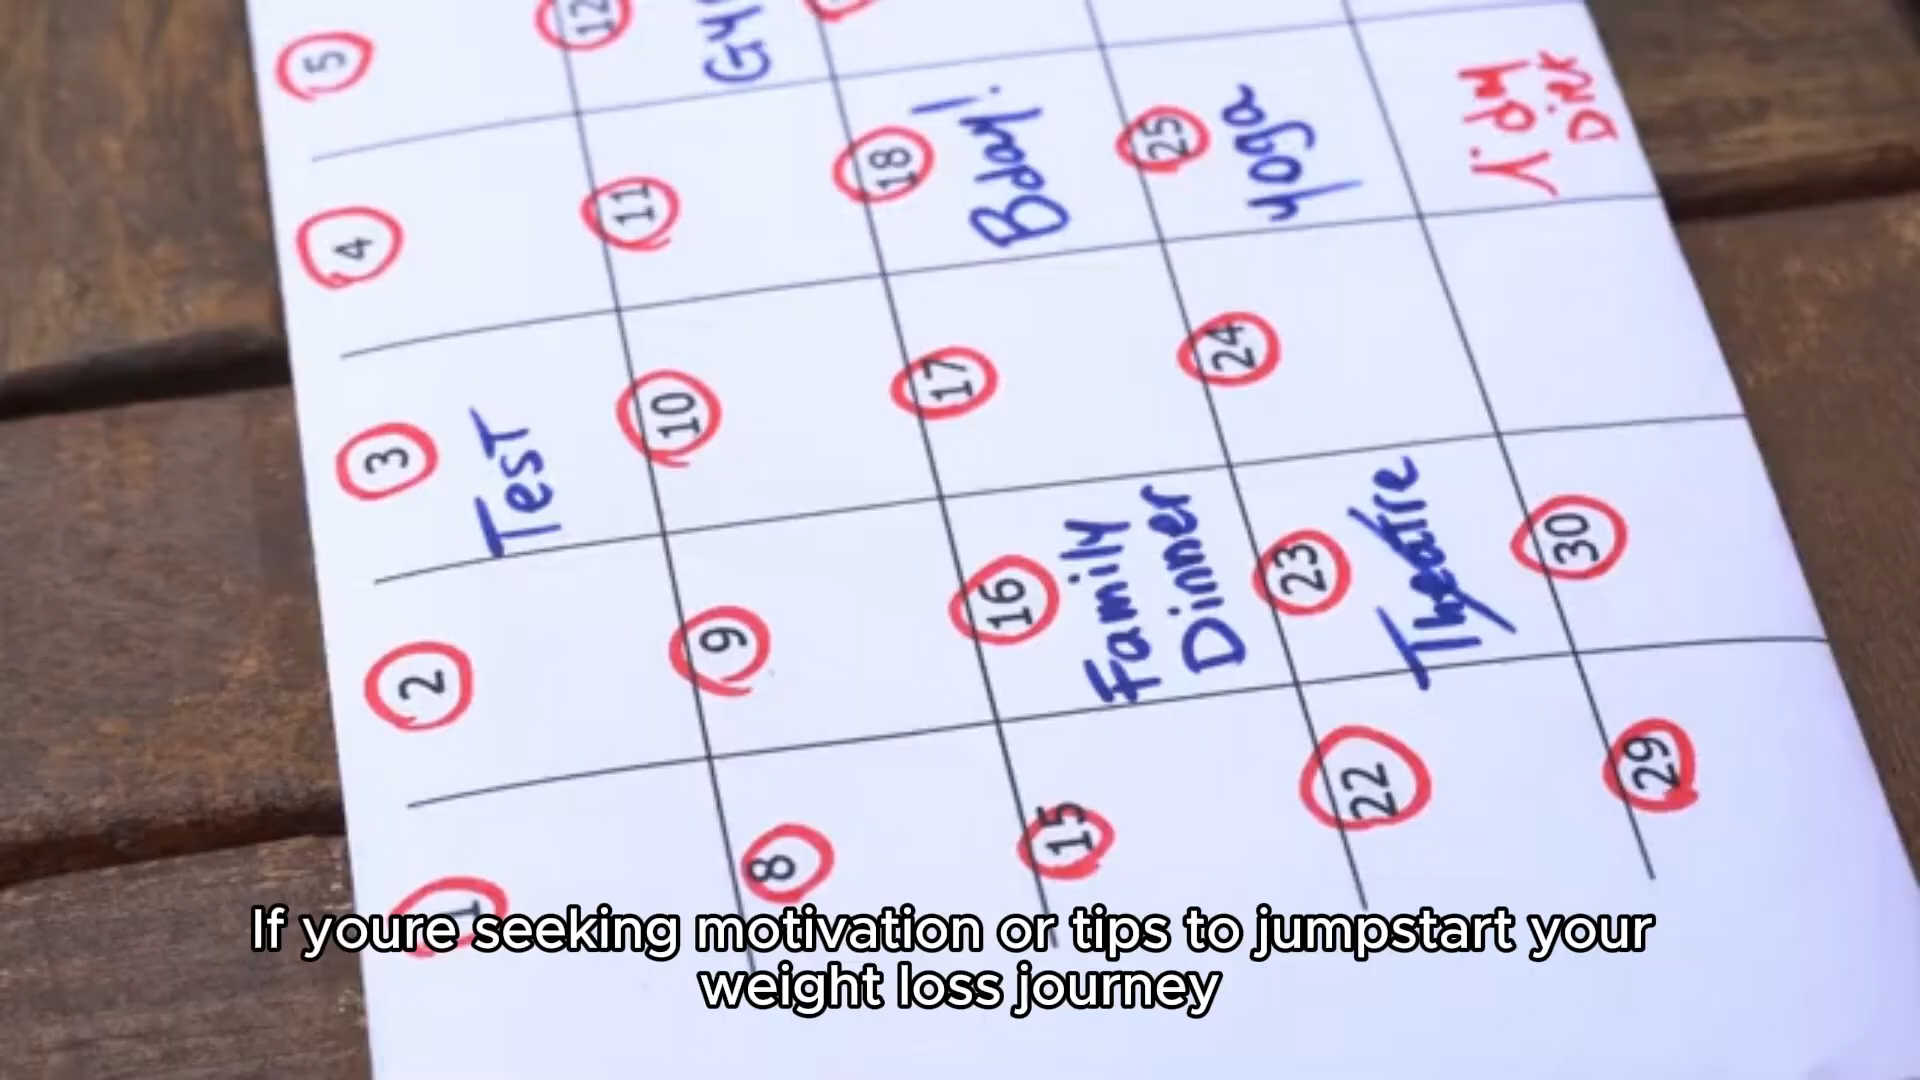 1 2 3 4 5
Test
8 9 10 11 12
15 16 17 18
Family
Dinner
Bday!
22 23 24 25
Theatre
Yoga
29 30
If youre seeking motivation or tips to jumpstart your
weight loss journey